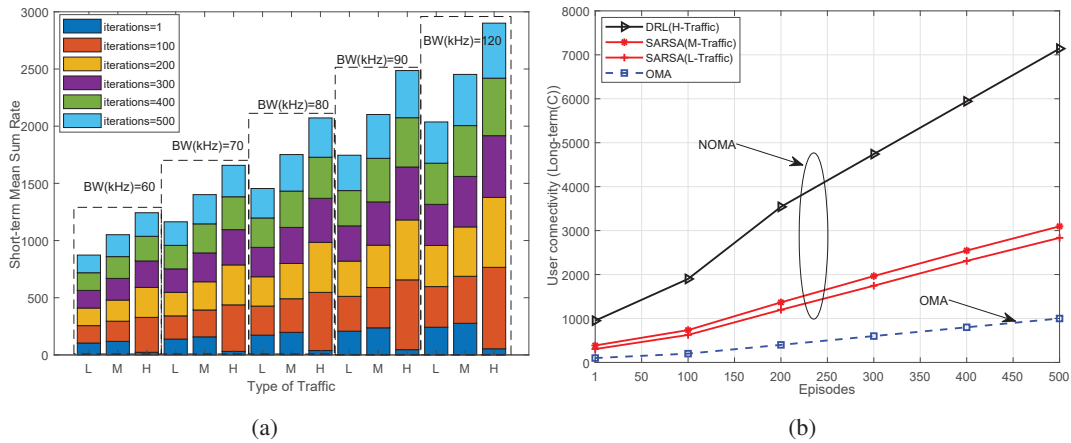 Short-term Mean Sum Rate
3000
2500
2000
1500
1000
500
0
iterations=1
iterations=100
iterations=200
iterations=300
iterations=400
iterations=500
BW(kHz)=60
BW(kHz)=70
BW(kHz)=80
BW(kHz)=90
BW(kHz)=120
L M H L M H L M H L M H L M H
Type of Traffic
(a)
User connectivity (Long-term(C))
8000
7000
6000
5000
4000
3000
2000
1000
0
DRL(H-Traffic)
SARSA(M-Traffic)
SARSA(L-Traffic)
OMA
NOMA
OMA
1 50 100 150 200 250 300 350 400 450 500
Episodes
(b)